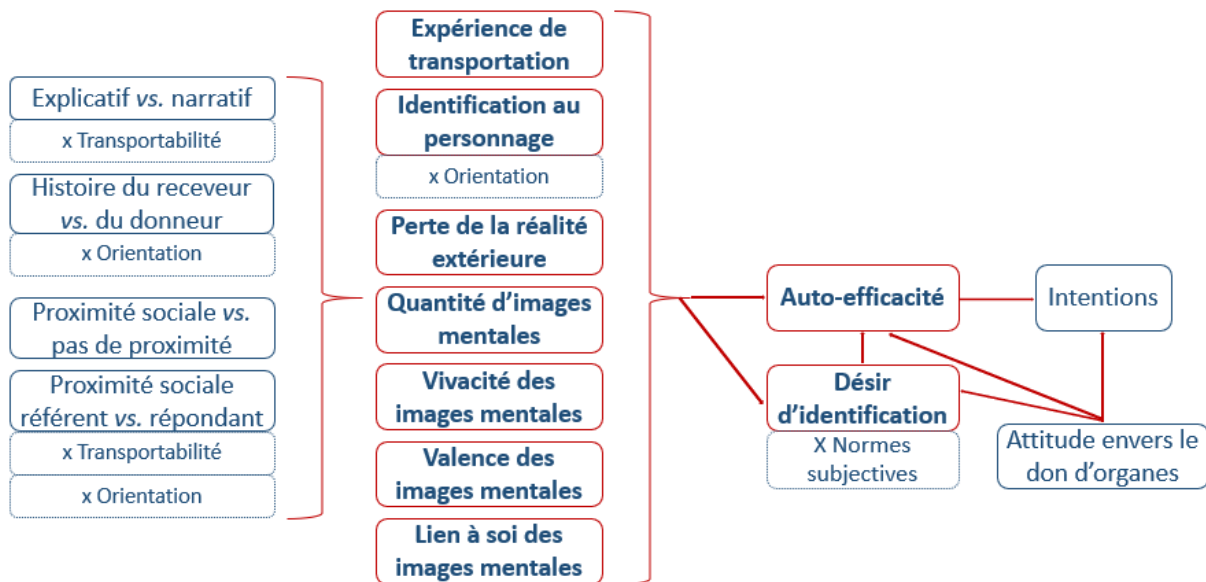 Explicatif vs. narratif
x Transportabilité
Histoire du receveur
vs. du donneur
x Orientation
Proximité sociale vs.
pas de proximité
Proximité sociale
référent vs. répondant
x Transportabilité
x Orientation
Expérience de
transportation
Identification au
personnage
x Orientation
Perte de la réalité
extérieure
Quantité d’images
mentales
Vivacité des
images mentales
Valence des
images mentales
Lien à soi des
images mentales
Auto-efficacité
Désir
d’identification
X Normes
subjectives
Intentions
Attitude envers le
don d’organes